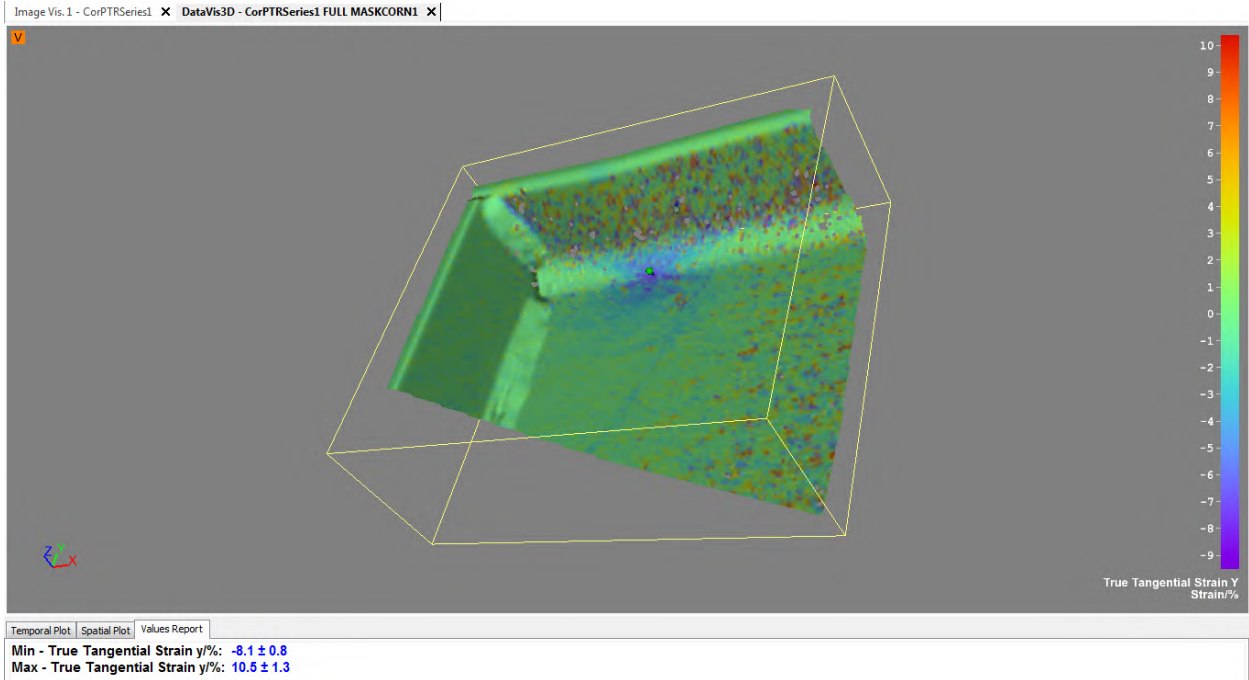 Image Vis. 1 - CorPTRSeries1 X DataVis3D - CorPTRSeries1 FULL MASKCORN1 X
V
10
9
8
7
6
5
4
3
2
1
0
-1
-2
-3
-4
-5
-6
-7
-8
-9
True Tangential Strain Y
Strain/%
Z Y X
Temporal Plot Spatial Plot Values Report
Min - True Tangential Strain y/%: -8.1 ± 0.8
Max - True Tangential Strain y/%: 10.5 ± 1.3